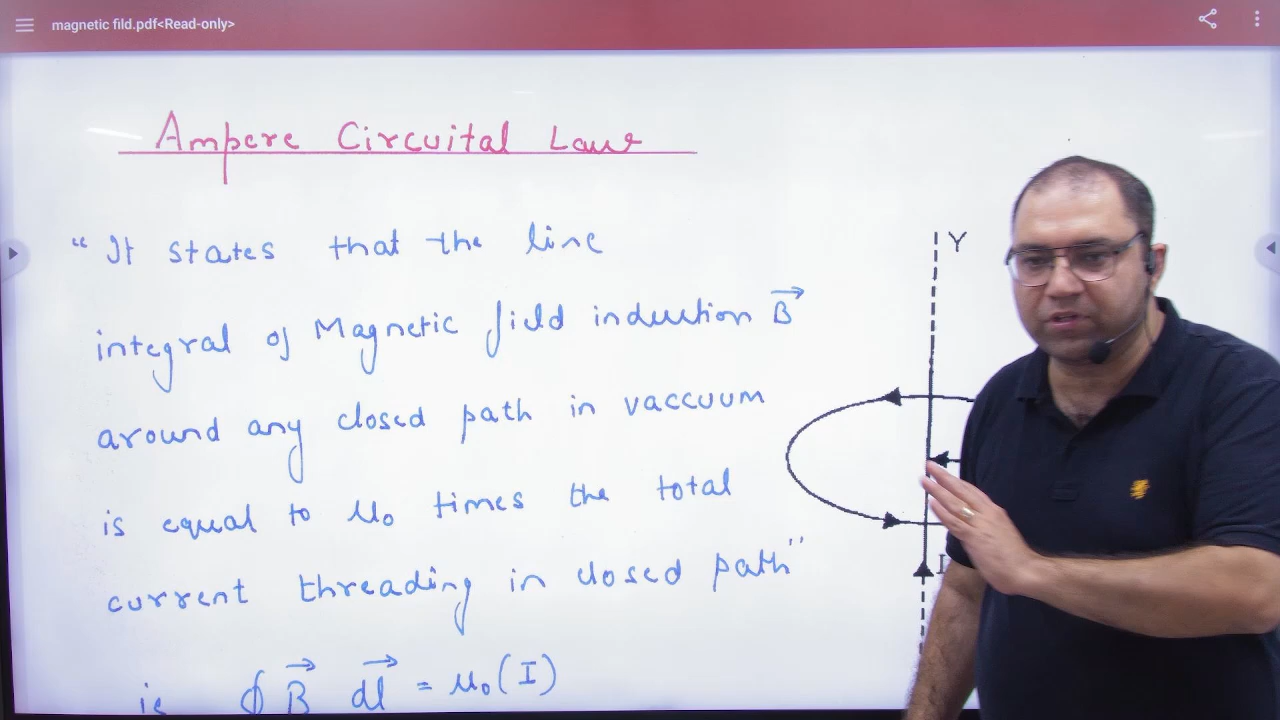 magnetic fild.pdf<Read-only>
Ampere Circuital Law
"It states that the line
integral of Magnetic field induction B⃗
around any closed path in vaccuum
is equal to μ₀ times the total
current threading in closed path"
ie ∮ B⃗ dl⃗ = μ₀(I)
Y
I